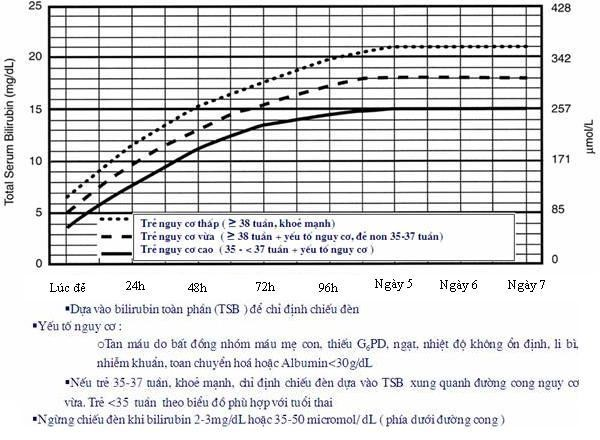 25
20
15
10
5
0
Total Serum Bilirubin (mg/dL)
428
342
257
171
85
0
µmol/L
Trẻ nguy cơ thấp ( ≥ 38 tuần, khoẻ mạnh)
Trẻ nguy cơ vừa ( ≥ 38 tuần + yếu tố nguy cơ, đẻ non 35-37 tuần)
Trẻ nguy cơ cao ( 35 - < 37 tuần + yếu tố nguy cơ )
Lúc đẻ 24h 48h 72h 96h Ngày 5 Ngày 6 Ngày 7
▪Dựa vào bilirubin toàn phần (TSB ) để chỉ định chiếu đèn
▪Yếu tố nguy cơ :
oTan máu do bất đồng nhóm máu mẹ con, thiếu G₆PD, ngạt, nhiệt độ không ổn định, li bì,
nhiễm khuẩn, toan chuyển hoá hoặc Albumin<30g/dL
▪Nếu trẻ 35-37 tuần, khoẻ mạnh, chỉ định chiếu đèn dựa vào TSB xung quanh đường cong nguy cơ
vừa. Trẻ <35 tuần theo biểu đồ phù hợp với tuổi thai
▪Ngừng chiếu đèn khi bilirubin 2-3mg/dL hoặc 35-50 micromol/ dL ( phía dưới đường cong )